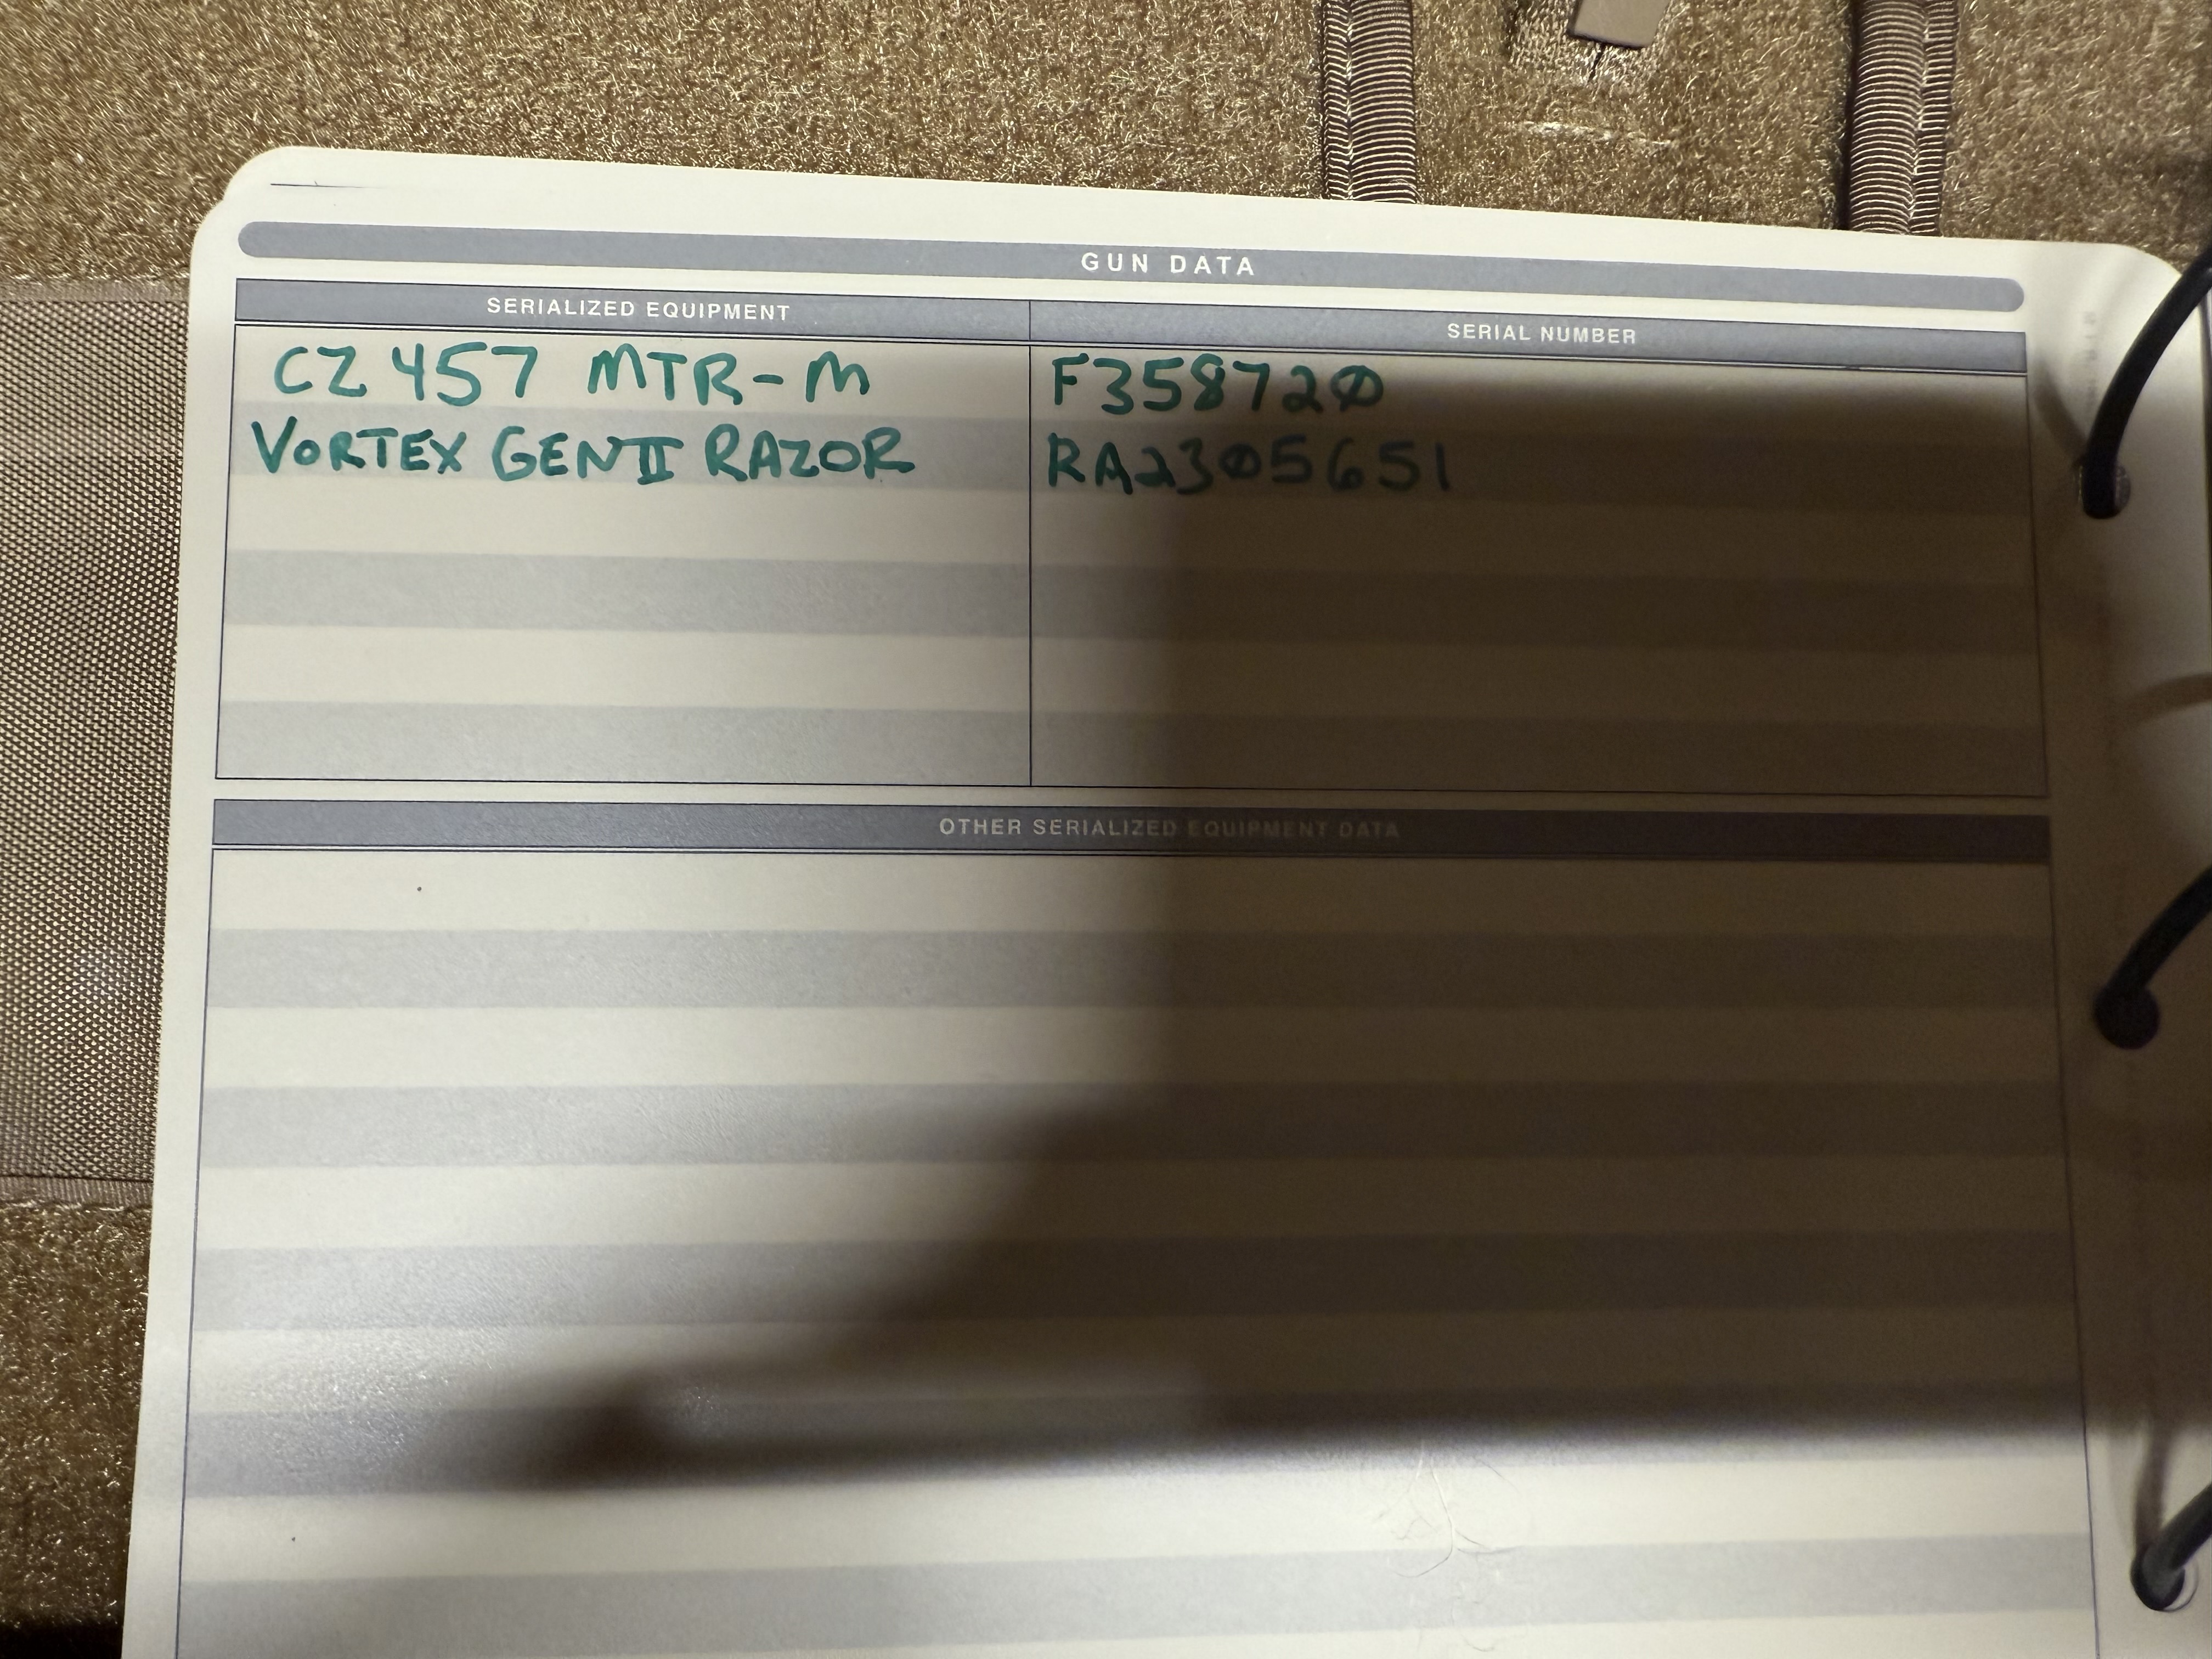 GUN DATA
SERIALIZED EQUIPMENT SERIAL NUMBER
CZ 457 MTR-M F358720
VORTEX GEN II RAZOR RA2305651
OTHER SERIALIZED EQUIPMENT DATA